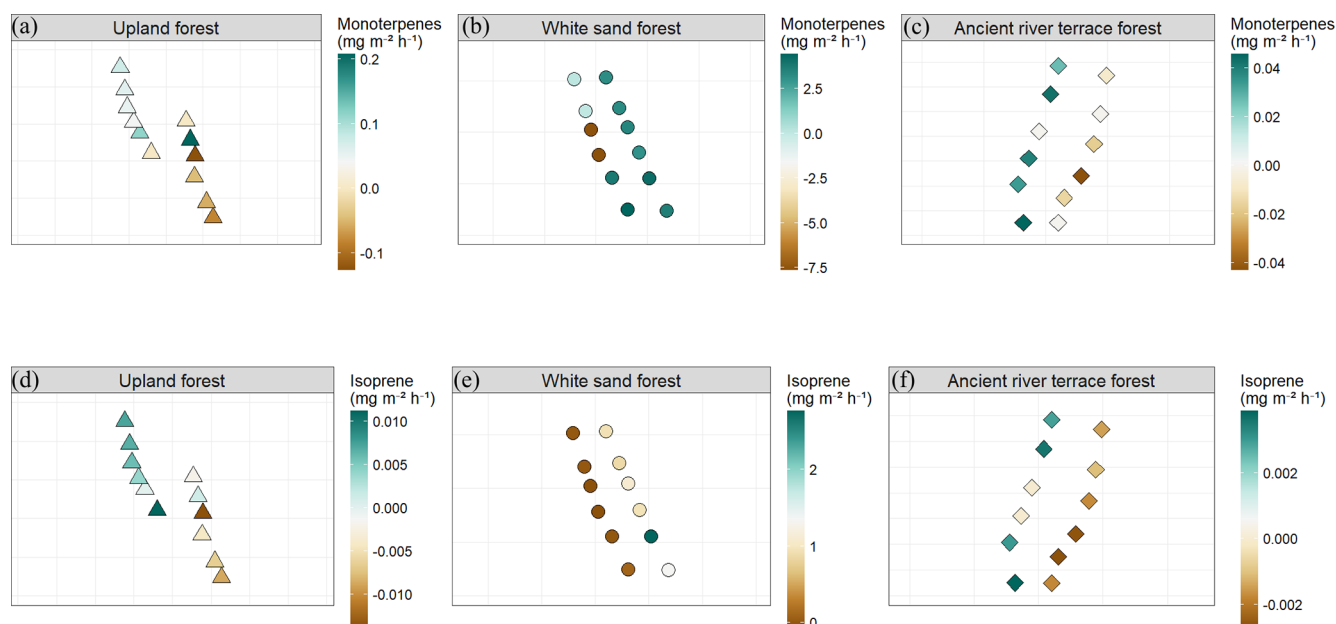 (a) Upland forest
Monoterpenes
(mg m⁻² h⁻¹)
0.2
0.1
0.0
-0.1
(b) White sand forest
Monoterpenes
(mg m⁻² h⁻¹)
2.5
0.0
-2.5
-5.0
-7.5
(c) Ancient river terrace forest
Monoterpenes
(mg m⁻² h⁻¹)
0.04
0.02
0.00
-0.02
-0.04
(d) Upland forest
Isoprene
(mg m⁻² h⁻¹)
0.010
0.005
0.000
-0.005
-0.010
(e) White sand forest
Isoprene
(mg m⁻² h⁻¹)
2
1
0
(f) Ancient river terrace forest
Isoprene
(mg m⁻² h⁻¹)
0.002
0.000
-0.002